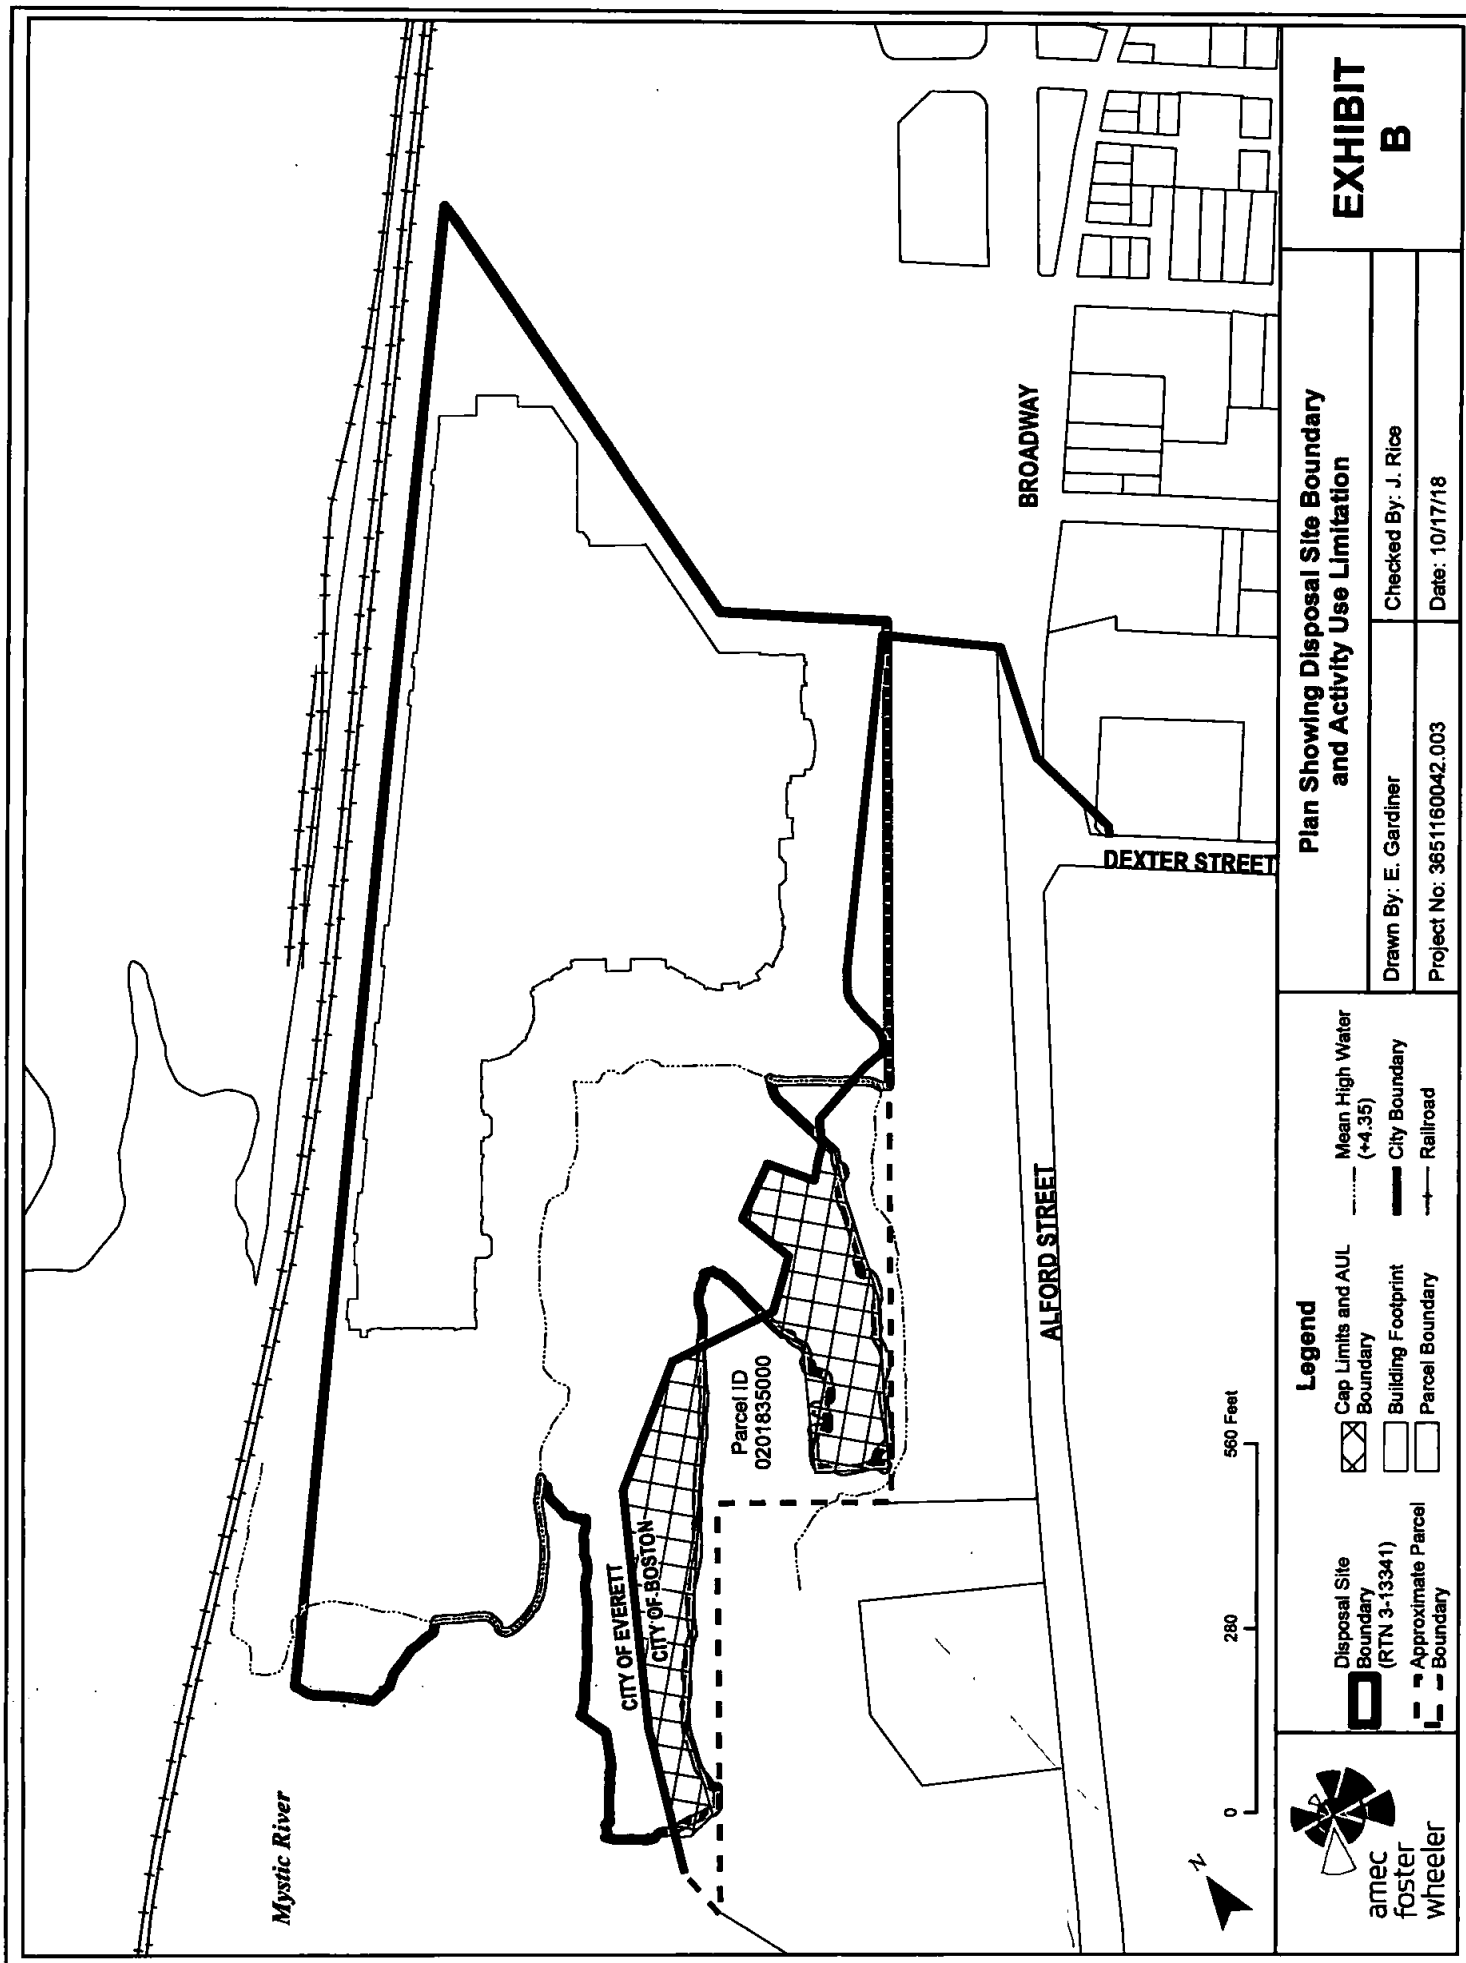 Mystic River
CITY OF EVERETT
CITY OF BOSTON
Parcel ID
0201835000
BROADWAY
ALFORD STREET
DEXTER STREET
N
0
280
560 Feet
amec
foster
wheeler
Legend
Disposal Site
Boundary
(RTN 3-13341)
Approximate Parcel
Boundary
Cap Limits and AUL
Boundary
Building Footprint
Parcel Boundary
Mean High Water
(+4.35)
City Boundary
Railroad
Plan Showing Disposal Site Boundary
and Activity Use Limitation
Drawn By: E. Gardiner
Checked By: J. Rice
Project No: 3651160042.003
Date: 10/17/18
EXHIBIT
B